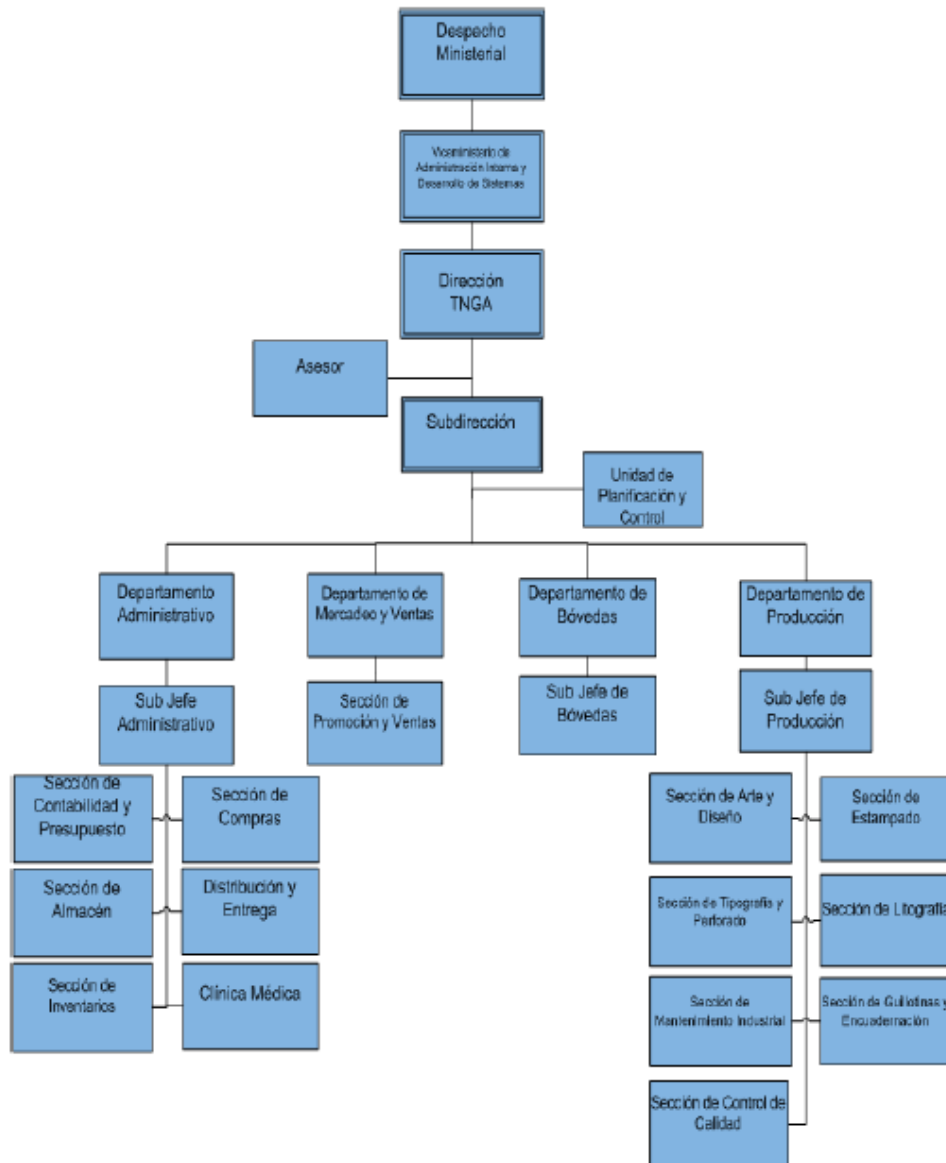 Despacho
Ministerial
Viceministerio de
Administración Interna y
Desarrollo de Sistemas
Dirección
TNGA
Asesor
Subdirección
Unidad de
Planificación y
Control
Departamento
Administrativo
Departamento de
Mercadeo y Ventas
Departamento de
Bóvedas
Departamento de
Producción
Sub Jefe
Administrativo
Sección de
Promoción y Ventas
Sub Jefe de
Bóvedas
Sub Jefe de
Producción
Sección de
Contabilidad y
Presupuesto
Sección de
Compras
Sección de
Almacén
Distribución y
Entrega
Sección de
Inventarios
Clínica Médica
Sección de Arte y
Diseño
Sección de
Estampado
Sección de Tipografía y
Perforado
Sección de Litografía
Sección de
Mantenimiento Industrial
Sección de Guillotinas y
Encuadernación
Sección de Control de
Calidad